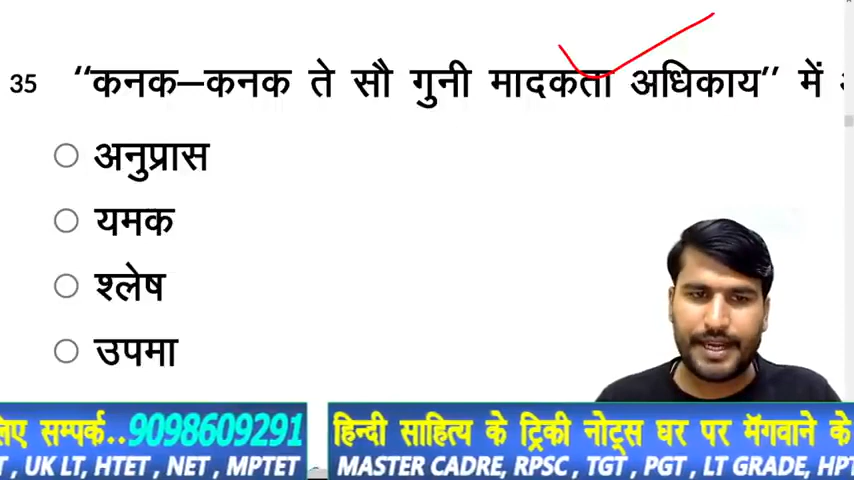 35 “कनक–कनक ते सौ गुनी मादकता अधिकाय” में
अनुप्रास
यमक
श्लेष
उपमा
सम्पर्क..9098609291
हिन्दी साहित्य के ट्रिकी नोट्स घर पर मॅगवाने के
, UK LT, HTET , NET , MPTET
MASTER CADRE, RPSC , TGT , PGT , LT GRADE, HPT